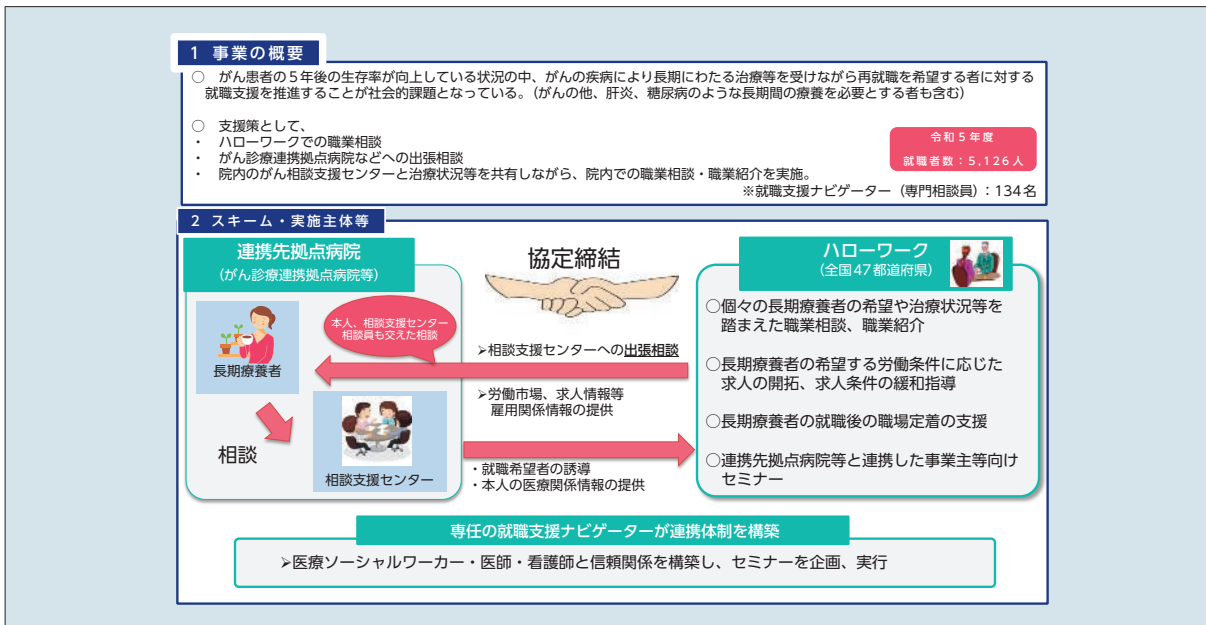 1 事業の概要
○ がん患者の5年後の生存率が向上している状況の中、がんの疾病により長期にわたる治療等を受けながら再就職を希望する者に対する
就職支援を推進することが社会的課題となっている。(がんの他、肝炎、糖尿病のような長期間の療養を必要とする者も含む)
○ 支援策として、
・ ハローワークでの職業相談
・ がん診療連携拠点病院などへの出張相談
・ 院内のがん相談支援センターと治療状況等を共有しながら、院内での職業相談・職業紹介を実施。
令和5年度
就職者数:5,126人
※就職支援ナビゲーター(専門相談員):134名
2 スキーム・実施主体等
連携先拠点病院
(がん診療連携拠点病院等)
長期療養者
相談
相談支援センター
本人、相談支援センター
相談員も交えた相談
協定締結
➢相談支援センターへの出張相談
➢労働市場、求人情報等
雇用関係情報の提供
・就職希望者の誘導
・本人の医療関係情報の提供
ハローワーク
(全国47都道府県)
○個々の長期療養者の希望や治療状況等を
踏まえた職業相談、職業紹介
○長期療養者の希望する労働条件に応じた
求人の開拓、求人条件の緩和指導
○長期療養者の就職後の職場定着の支援
○連携先拠点病院等と連携した事業主等向け
セミナー
専任の就職支援ナビゲーターが連携体制を構築
➢医療ソーシャルワーカー・医師・看護師と信頼関係を構築し、セミナーを企画、実行